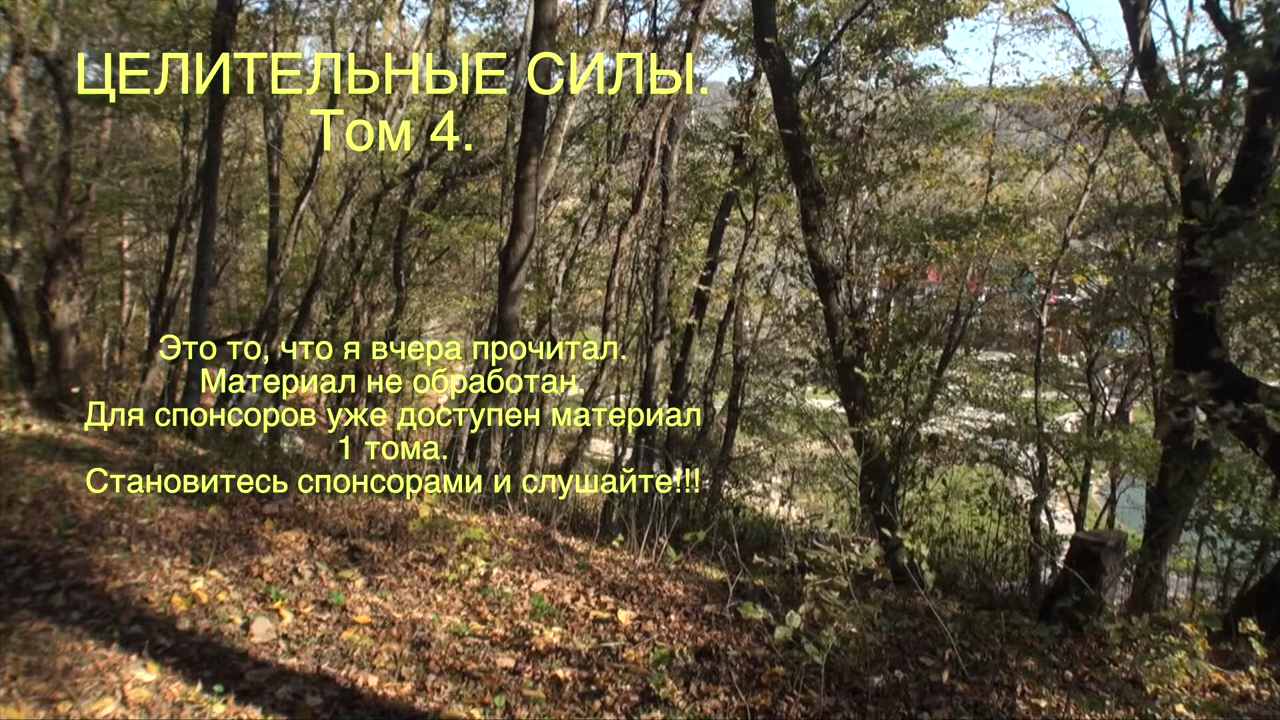 ЦЕЛИТЕЛЬНЫЕ СИЛЫ.
Том 4.
Это то, что я вчера прочитал.
Материал не обработан.
Для спонсоров уже доступен материал
1 тома.
Становитесь спонсорами и слушайте!!!